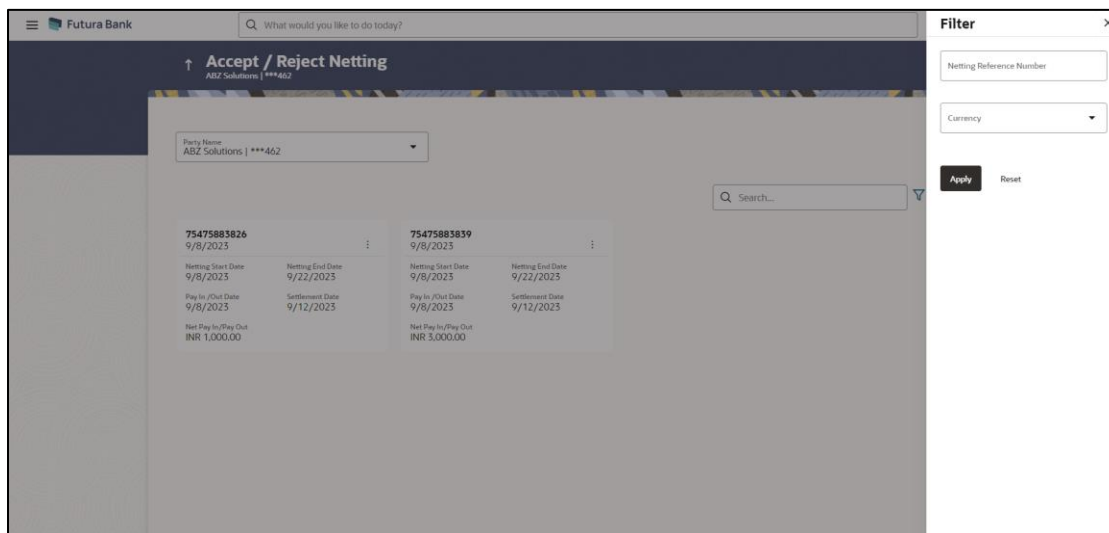 Futura Bank
What would you like to do today?
Filter
Accept / Reject Netting
ABZ Solutions | ***462
Netting Reference Number
Currency
Party Name
ABZ Solutions | ***462
Apply Reset
Search...
75475883826
9/8/2023
Netting Start Date Netting End Date
9/8/2023 9/22/2023
Pay In /Out Date Settlement Date
9/8/2023 9/12/2023
Net Pay In/Pay Out
INR 1,000.00
75475883839
9/8/2023
Netting Start Date Netting End Date
9/8/2023 9/22/2023
Pay In /Out Date Settlement Date
9/8/2023 9/12/2023
Net Pay In/Pay Out
INR 3,000.00